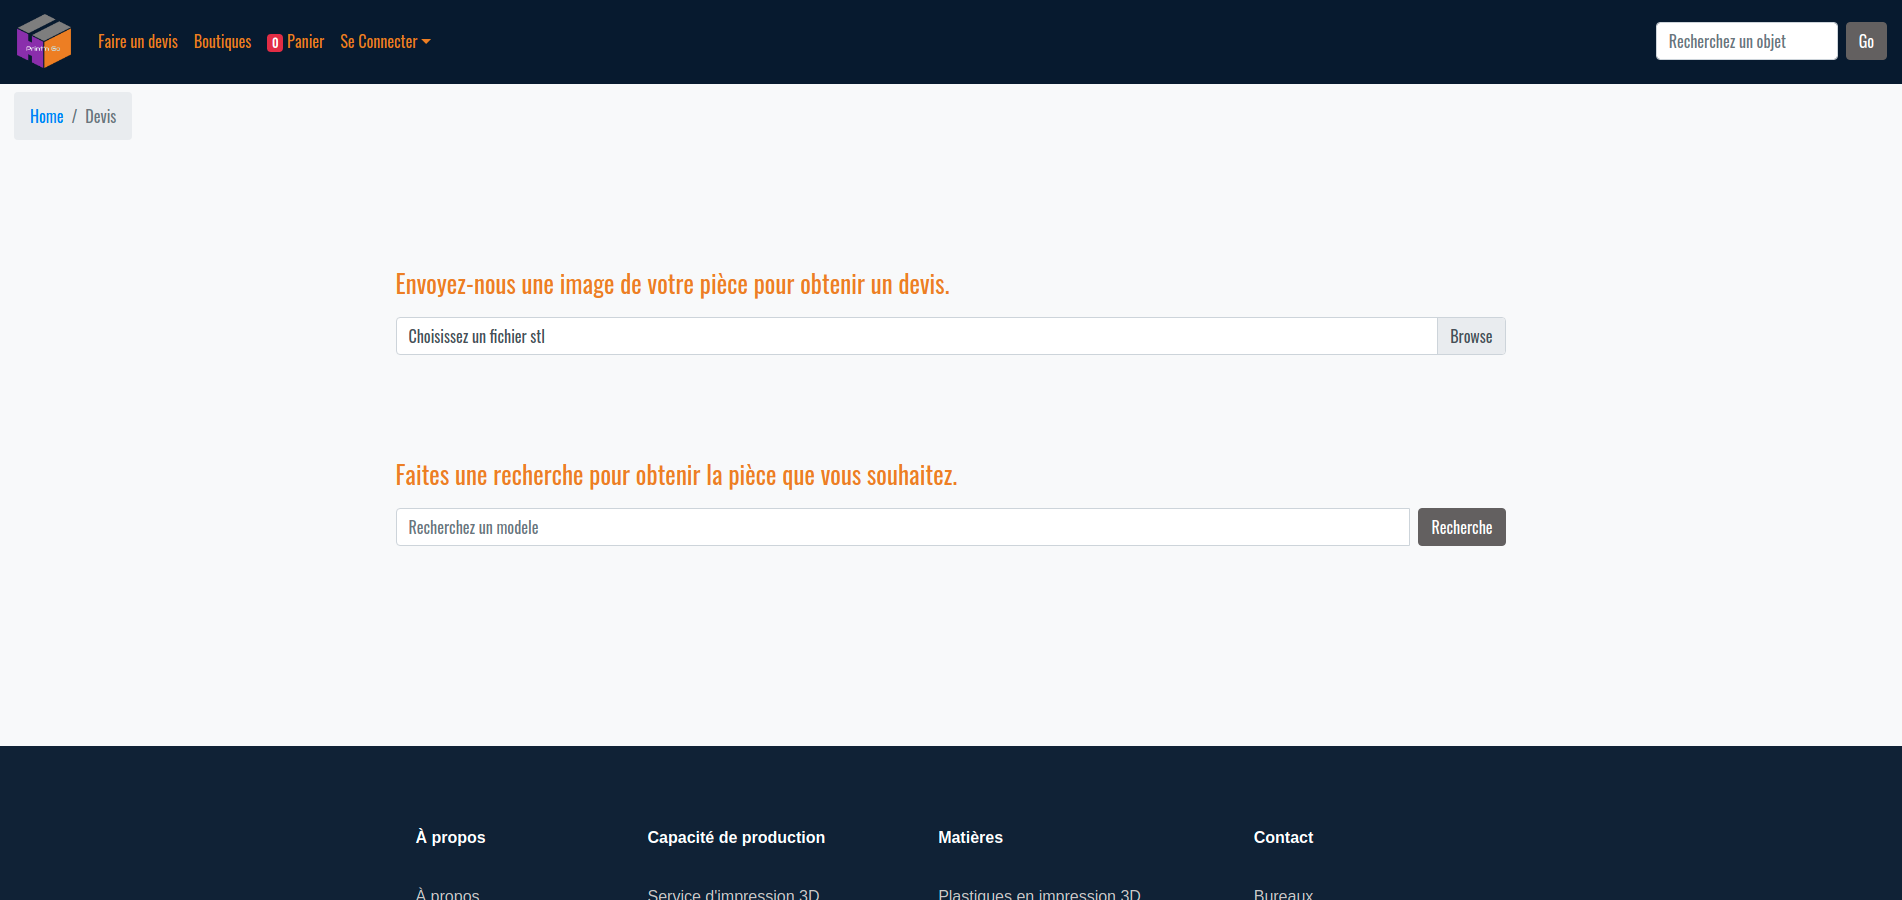 Print'n Go
Faire un devis Boutiques 0 Panier Se Connecter
Recherchez un objet Go
Home / Devis
Envoyez-nous une image de votre pièce pour obtenir un devis.
Choisissez un fichier stl Browse
Faites une recherche pour obtenir la pièce que vous souhaitez.
Recherchez un modele Recherche
À propos Capacité de production Matières Contact
À propos Service d'impression 3D Plastiques en impression 3D Bureaux